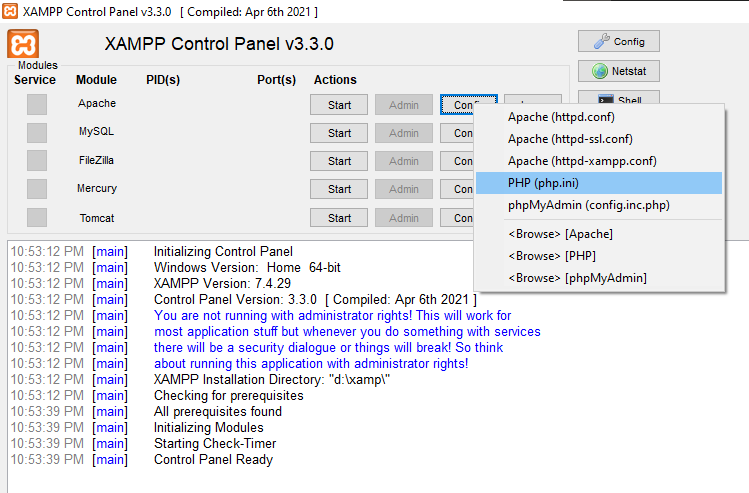 XAMPP Control Panel v3.3.0 [ Compiled: Apr 6th 2021 ]
XAMPP Control Panel v3.3.0
Config
Netstat
Shell
Modules
Service Module PID(s) Port(s) Actions
Apache Start Admin
MySQL Start Admin
FileZilla Start Admin
Mercury Start Admin
Tomcat Start Admin
Apache (httpd.conf)
Apache (httpd-ssl.conf)
Apache (httpd-xampp.conf)
PHP (php.ini)
phpMyAdmin (config.inc.php)
<Browse> [Apache]
<Browse> [PHP]
<Browse> [phpMyAdmin]
10:53:12 PM [main] Initializing Control Panel
10:53:12 PM [main] Windows Version: Home 64-bit
10:53:12 PM [main] XAMPP Version: 7.4.29
10:53:12 PM [main] Control Panel Version: 3.3.0 [ Compiled: Apr 6th 2021 ]
10:53:12 PM [main] You are not running with administrator rights! This will work for
10:53:12 PM [main] most application stuff but whenever you do something with services
10:53:12 PM [main] there will be a security dialogue or things will break! So think
10:53:12 PM [main] about running this application with administrator rights!
10:53:12 PM [main] XAMPP Installation Directory: "d:\xamp\"
10:53:12 PM [main] Checking for prerequisites
10:53:39 PM [main] All prerequisites found
10:53:39 PM [main] Initializing Modules
10:53:39 PM [main] Starting Check-Timer
10:53:39 PM [main] Control Panel Ready